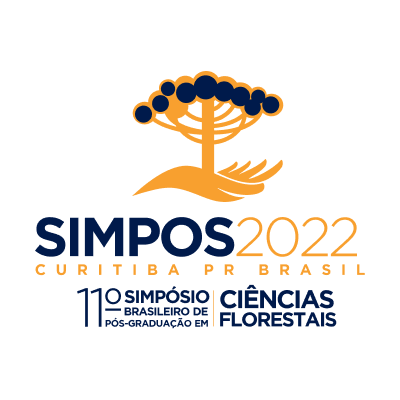 SIMPOS2022
CURITIBA PR BRASIL
11º SIMPÓSIO
BRASILEIRO DE
PÓS-GRADUAÇÃO EM
CIÊNCIAS
FLORESTAIS